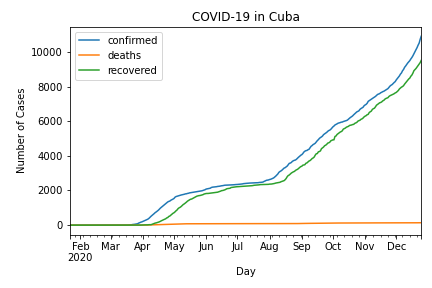 COVID-19 in Cuba
confirmed
deaths
recovered
Number of Cases
10000
8000
6000
4000
2000
0
Feb Mar Apr May Jun Jul Aug Sep Oct Nov Dec
2020
Day